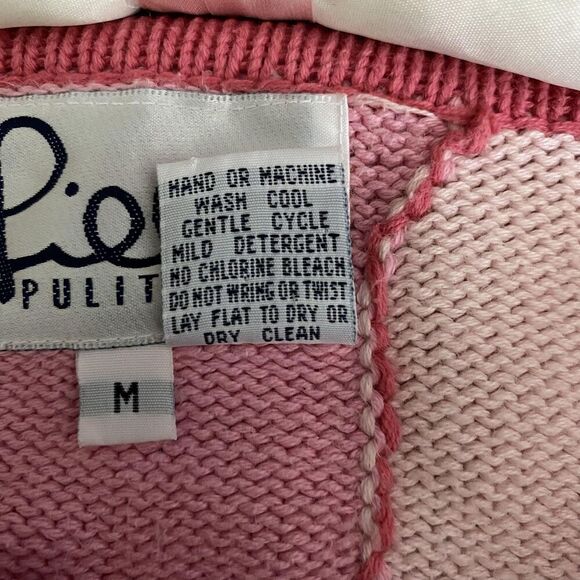 PULIT
HAND OR MACHINE
WASH COOL
GENTLE CYCLE
MILD DETERGENT
NO CHLORINE BLEACH
DO NOT WRING OR TWIST
LAY FLAT TO DRY OR
DRY CLEAN
M